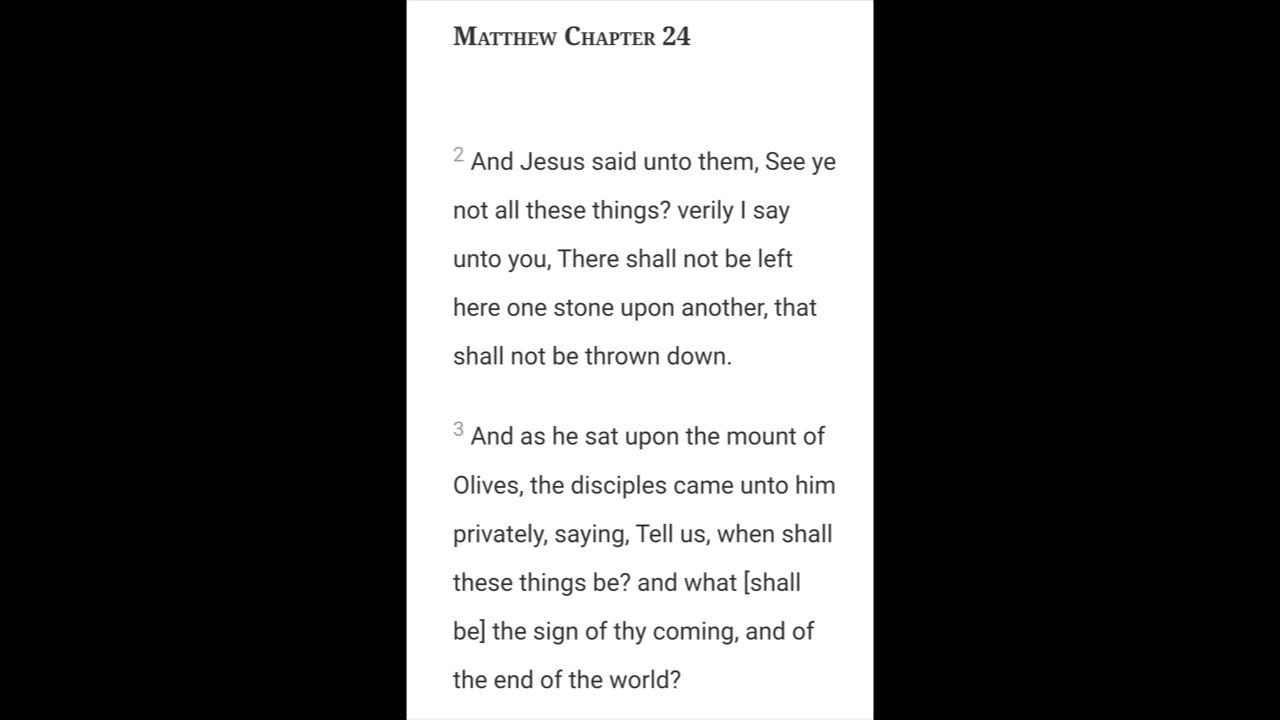 Matthew Chapter 24
2 And Jesus said unto them, See ye
not all these things? verily I say
unto you, There shall not be left
here one stone upon another, that
shall not be thrown down.
3 And as he sat upon the mount of
Olives, the disciples came unto him
privately, saying, Tell us, when shall
these things be? and what [shall
be] the sign of thy coming, and of
the end of the world?